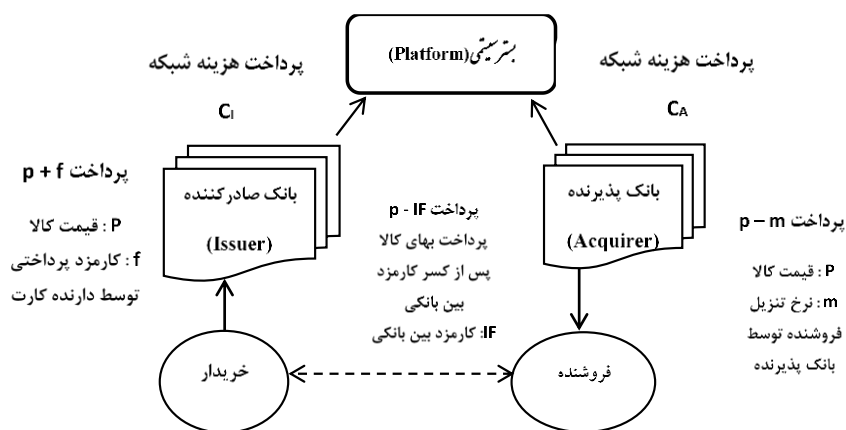 بستر سیستمی (Platform)
پرداخت هزینه شبکه
CA
پرداخت هزینه شبکه
CI
بانک پذیرنده
(Acquirer)
پرداخت p – m
P : قیمت کالا
m : نرخ تنزیل
فروشنده توسط
بانک پذیرنده
پرداخت p - IF
پرداخت بهای کالا
پس از کسر کارمزد
بین بانکی
IF: کارمزد بین بانکی
بانک صادرکننده
(Issuer)
پرداخت p + f
P : قیمت کالا
f : کارمزد پرداختی
توسط دارنده کارت
فروشنده
خریدار